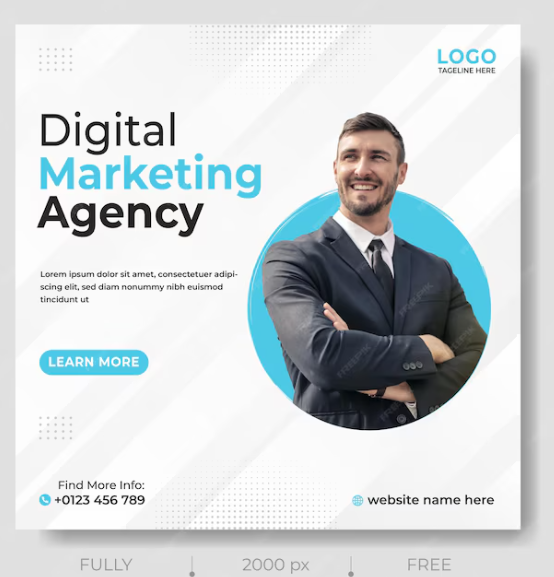 LOGO
TAGLINE HERE
Digital
Marketing
Agency
Lorem ipsum dolor sit amet, consectetuer adipi-
scing elit, sed diam nonummy nibh euismod
tincidunt ut
LEARN MORE
Find More Info:
+0123 456 789
website name here
FULLY
2000 px
FREE